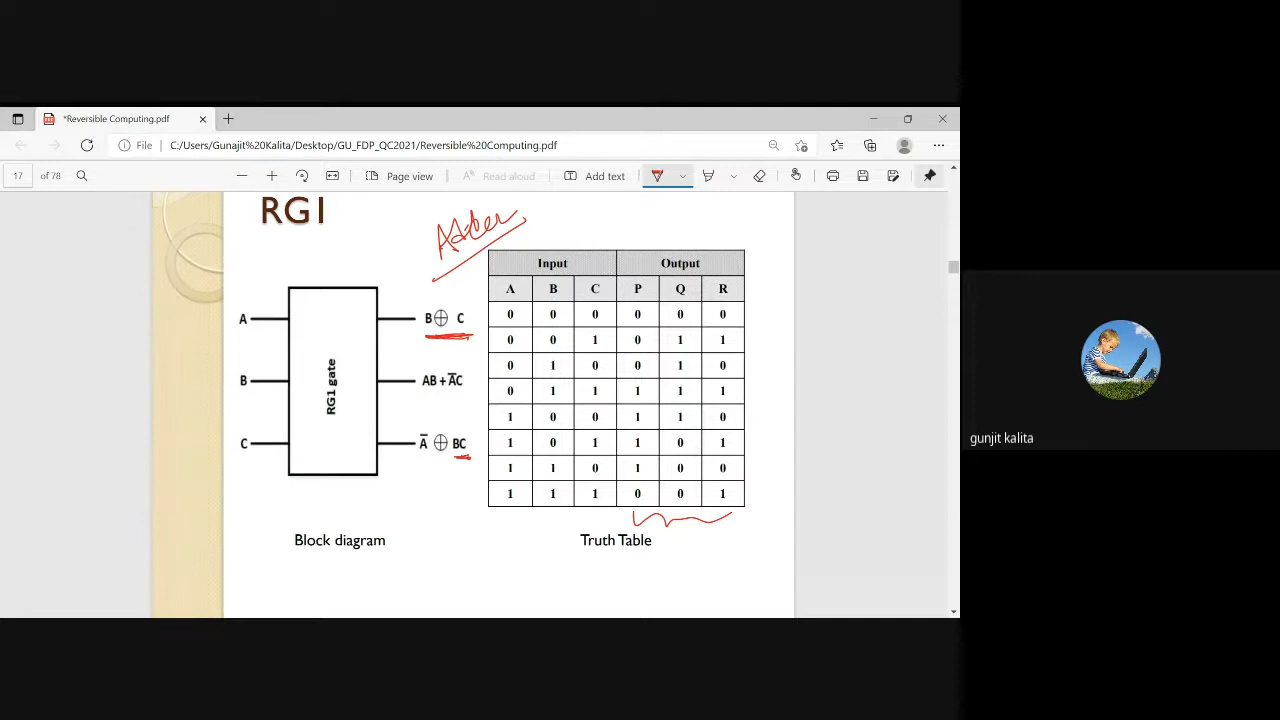 *Reversible Computing.pdf
File C:/Users/Gunajit%20Kalita/Desktop/GU_FDP_QC2021/Reversible%20Computing.pdf
17 of 78 Page view Read aloud Add text
RG1
Adder
Input Output
A B C P Q R
0 0 0 0 0 0
0 0 1 0 1 1
0 1 0 0 1 0
0 1 1 1 1 1
1 0 0 1 1 0
1 0 1 1 0 1
1 1 0 1 0 0
1 1 1 0 0 1
A B ⊕ C
B RG1 gate AB + A̅C
C A̅ ⊕ BC
Block diagram Truth Table
gunjit kalita